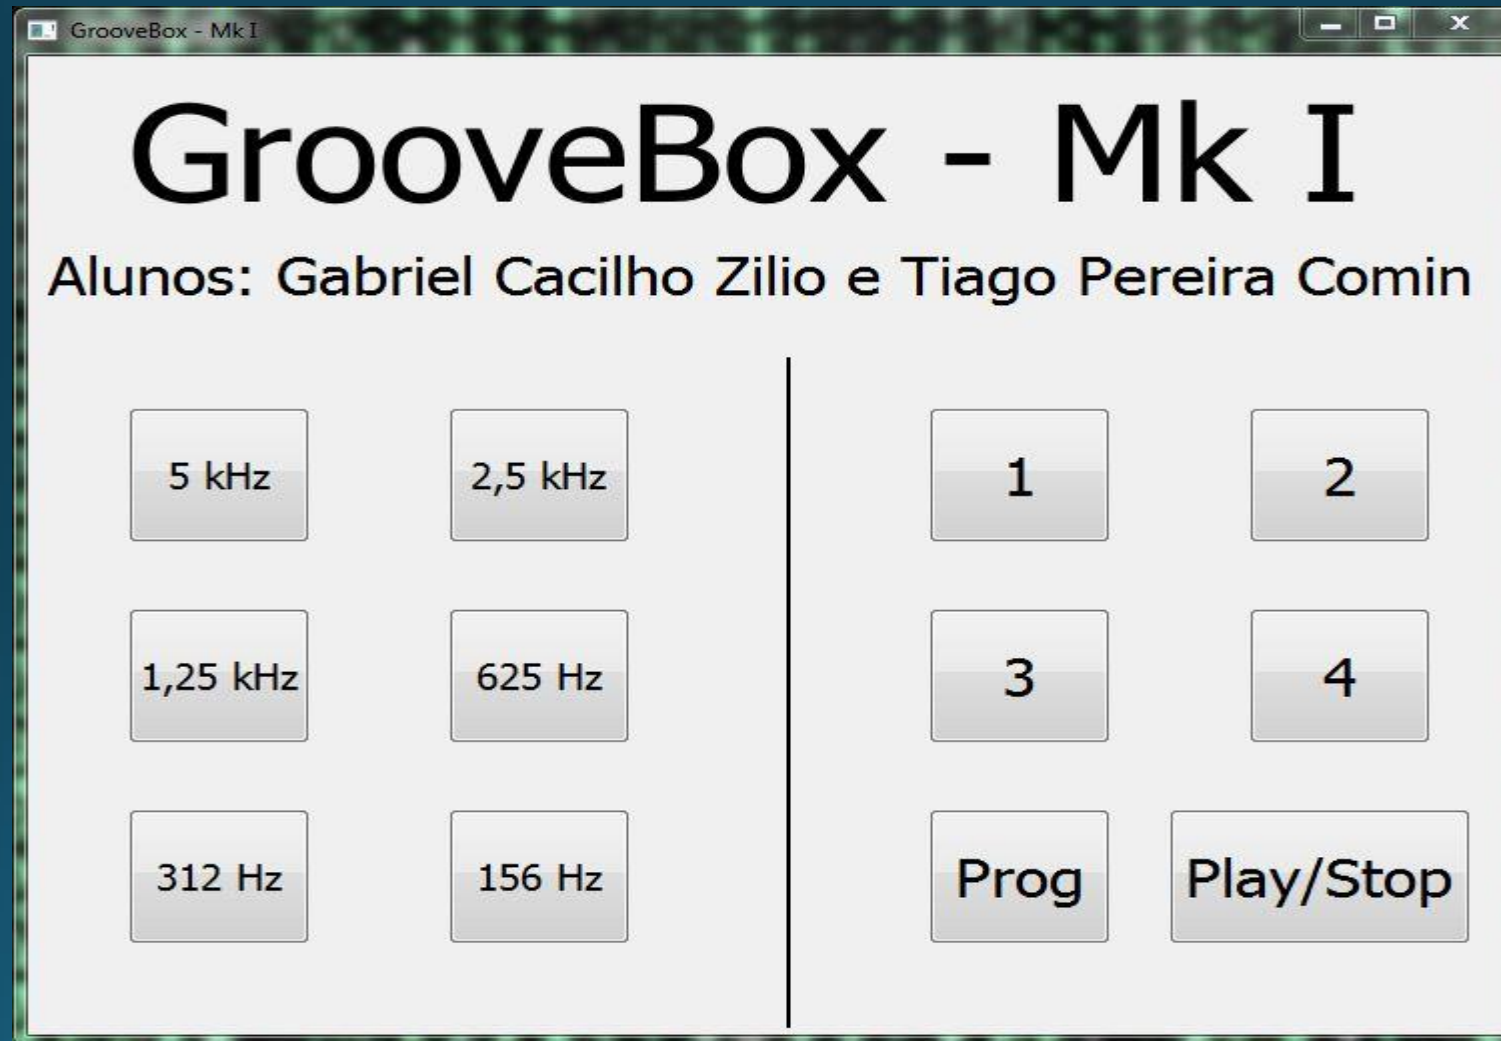 GrooveBox - Mk I
GrooveBox - Mk I
Alunos: Gabriel Cacilho Zilio e Tiago Pereira Comin
5 kHz
2,5 kHz
1,25 kHz
625 Hz
312 Hz
156 Hz
1
2
3
4
Prog
Play/Stop